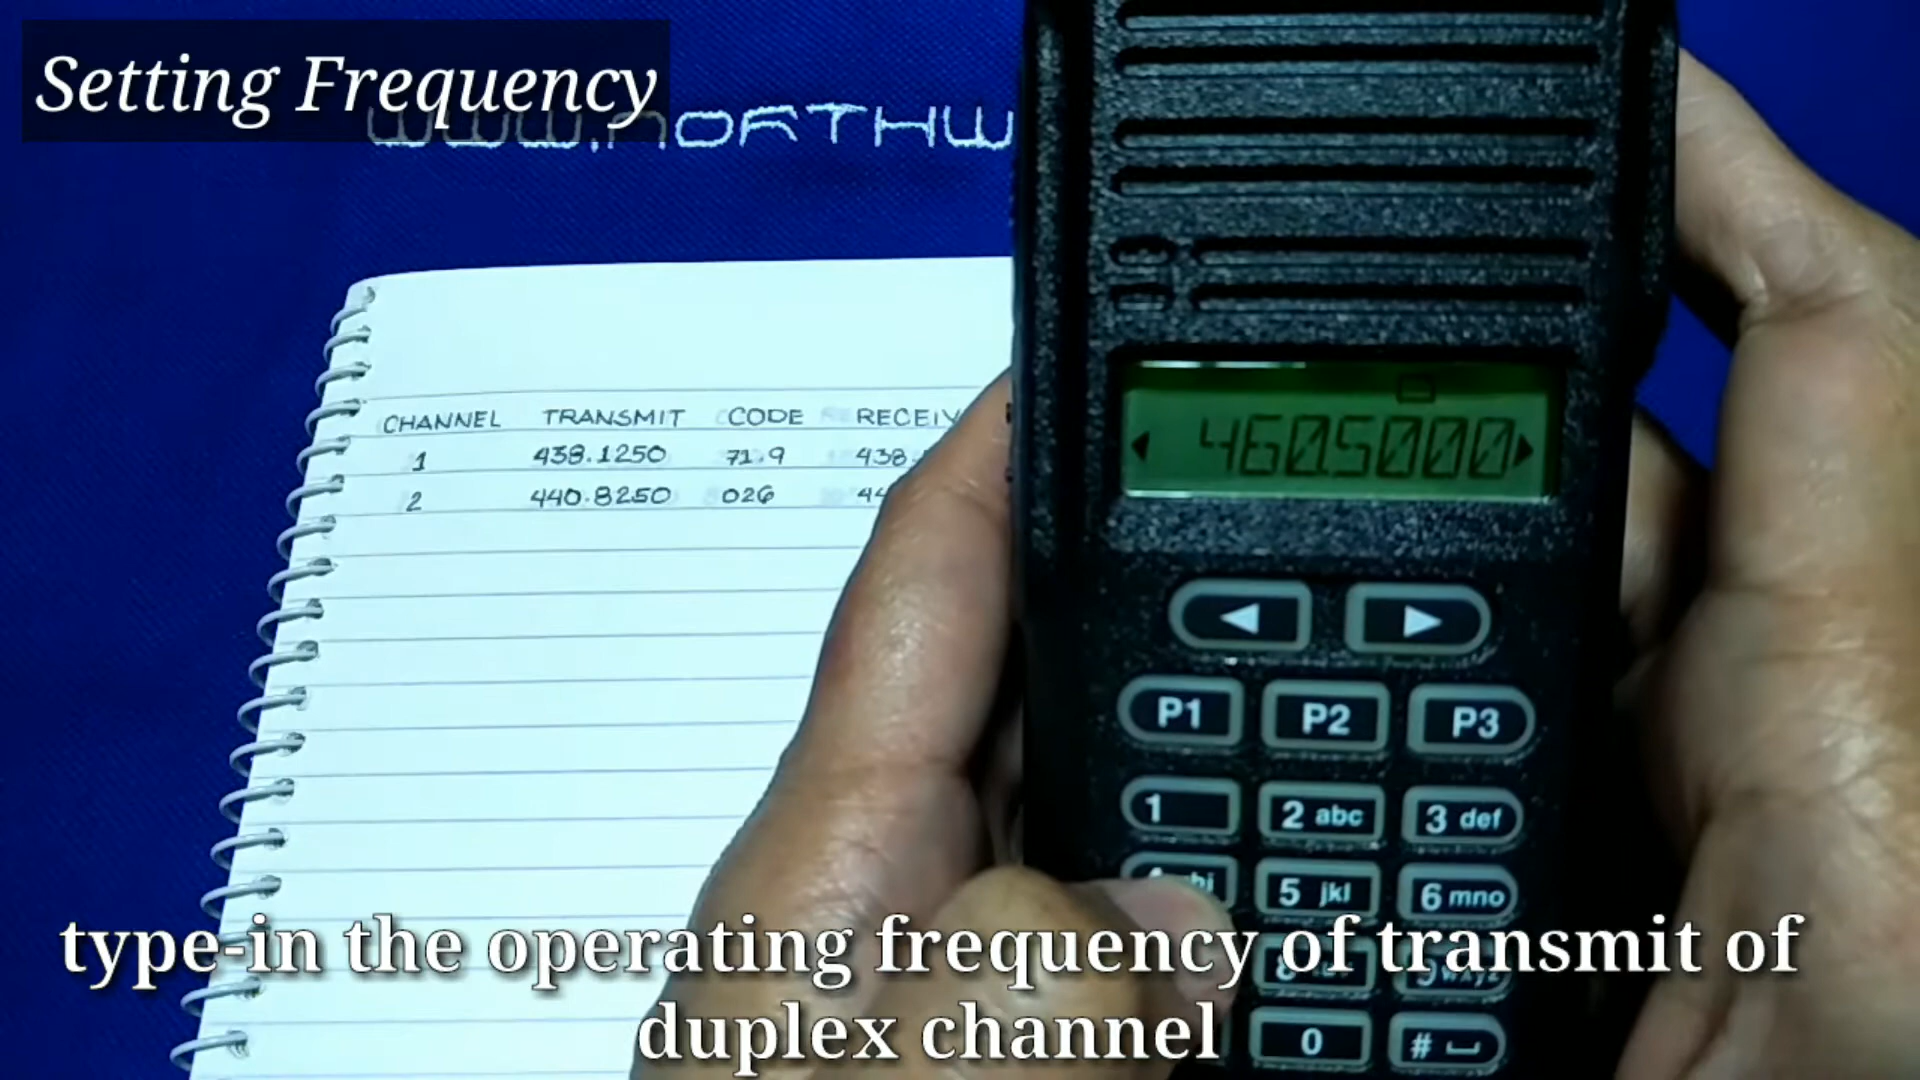 Setting Frequency
www.NORTHW
CHANNEL TRANSMIT CODE RECEIV
1 438.1250 71.9 438.
2 440.8250 026 44
460.5000
P1 P2 P3
1 2 abc 3 def
5 jkl 6 mno
type-in the operating frequency of transmit of
duplex channel
0 #